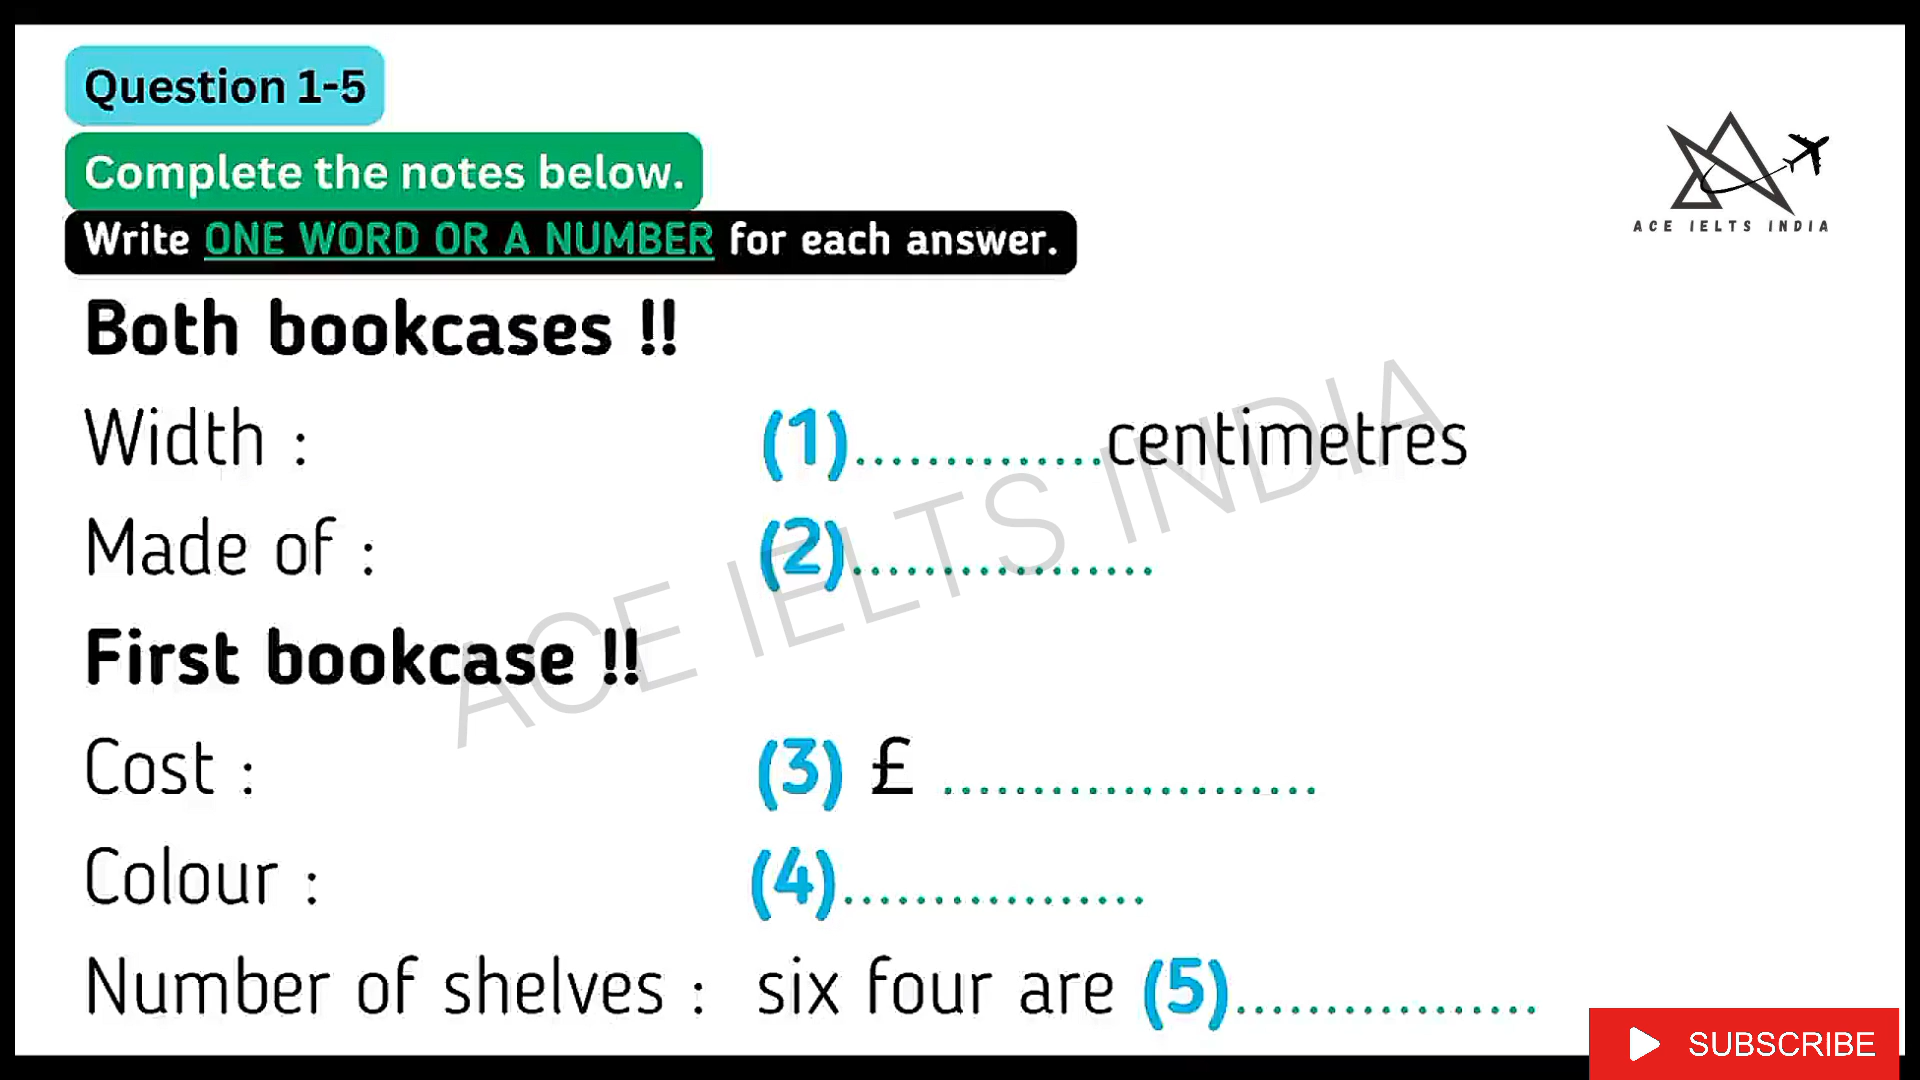 Question 1-5
Complete the notes below.
Write ONE WORD OR A NUMBER for each answer.
ACE IELTS INDIA
Both bookcases !!
Width : (1)..............centimetres
Made of : (2).................
ACE IELTS INDIA
First bookcase !!
Cost : (3) £ .....................
Colour : (4).................
Number of shelves : six four are (5).................
SUBSCRIBE